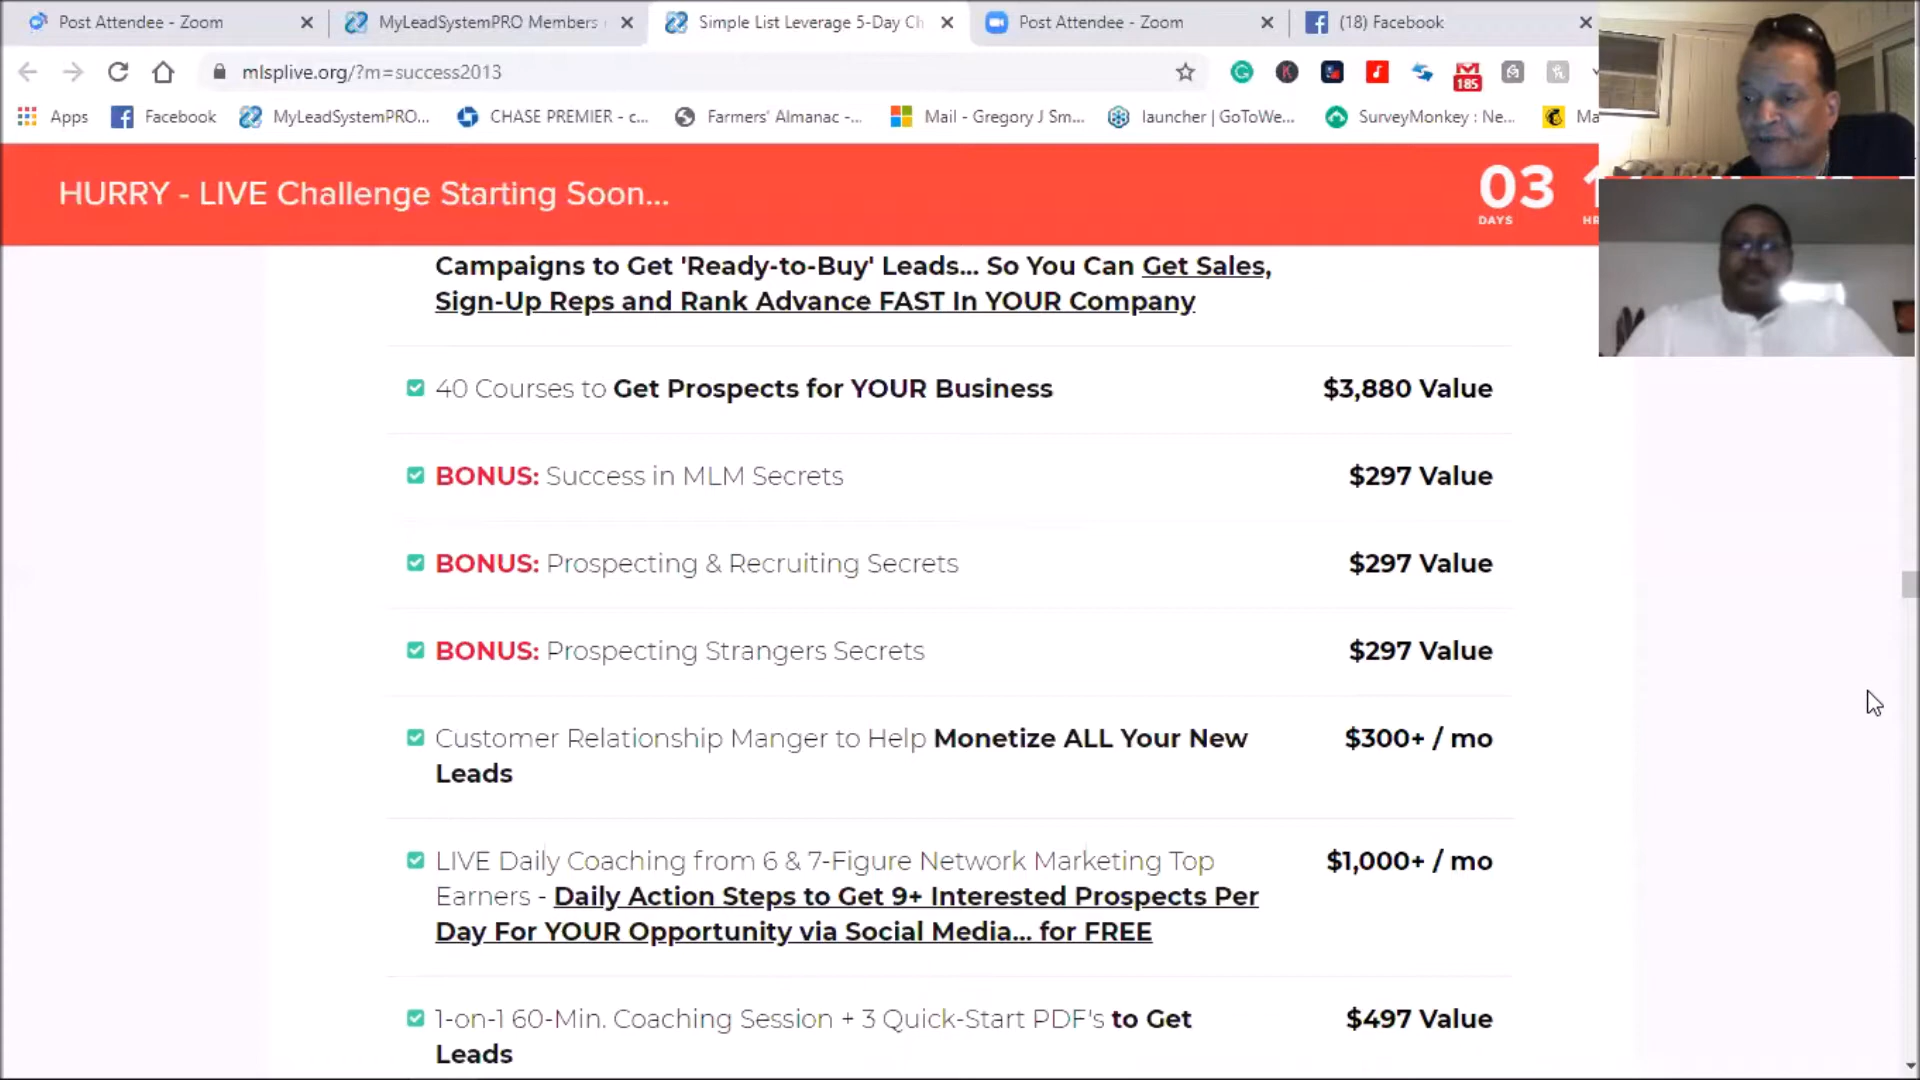 Post Attendee - Zoom
MyLeadSystemPRO Members
Simple List Leverage 5-Day Ch
Post Attendee - Zoom
(18) Facebook
mlsplive.org/?m=success2013
185
Apps
Facebook
MyLeadSystemPRO...
CHASE PREMIER - c...
Farmers' Almanac -...
Mail - Gregory J Sm...
launcher | GoToWe...
SurveyMonkey : Ne...
Ma
HURRY - LIVE Challenge Starting Soon...
03
DAYS
Campaigns to Get 'Ready-to-Buy' Leads... So You Can Get Sales,
Sign-Up Reps and Rank Advance FAST In YOUR Company
40 Courses to Get Prospects for YOUR Business $3,880 Value
BONUS: Success in MLM Secrets $297 Value
BONUS: Prospecting & Recruiting Secrets $297 Value
BONUS: Prospecting Strangers Secrets $297 Value
Customer Relationship Manger to Help Monetize ALL Your New $300+ / mo
Leads
LIVE Daily Coaching from 6 & 7-Figure Network Marketing Top $1,000+ / mo
Earners - Daily Action Steps to Get 9+ Interested Prospects Per
Day For YOUR Opportunity via Social Media... for FREE
1-on-1 60-Min. Coaching Session + 3 Quick-Start PDF's to Get $497 Value
Leads